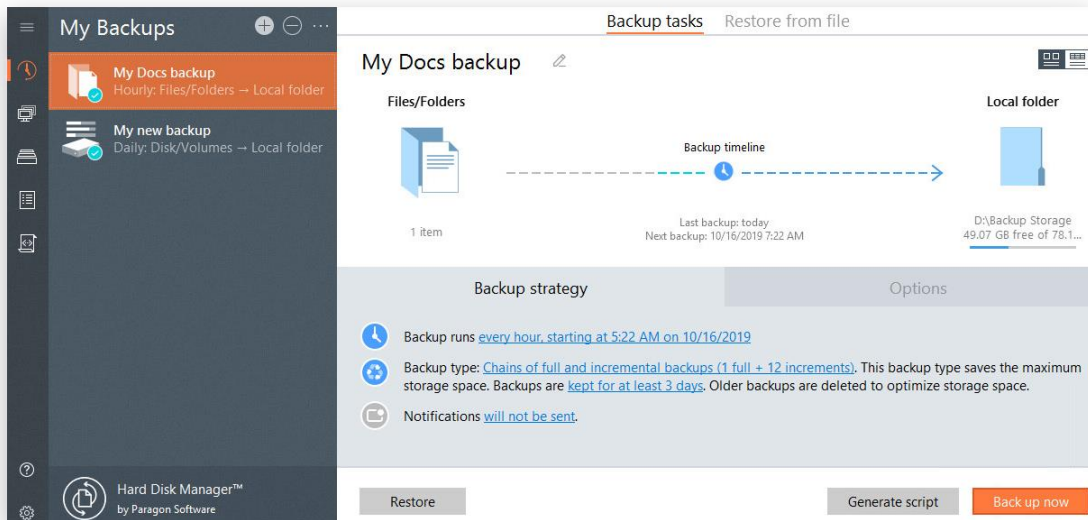 My Backups
My Docs backup
Hourly: Files/Folders → Local folder
My new backup
Daily: Disk/Volumes → Local folder
Hard Disk Manager™
by Paragon Software
Backup tasks Restore from file
My Docs backup
Files/Folders
Local folder
Backup timeline
1 item
Last backup: today
Next backup: 10/16/2019 7:22 AM
D:\Backup Storage
49.07 GB free of 78.1...
Backup strategy Options
Backup runs every hour, starting at 5:22 AM on 10/16/2019
Backup type: Chains of full and incremental backups (1 full + 12 increments). This backup type saves the maximum
storage space. Backups are kept for at least 3 days. Older backups are deleted to optimize storage space.
Notifications will not be sent.
Restore Generate script Back up now